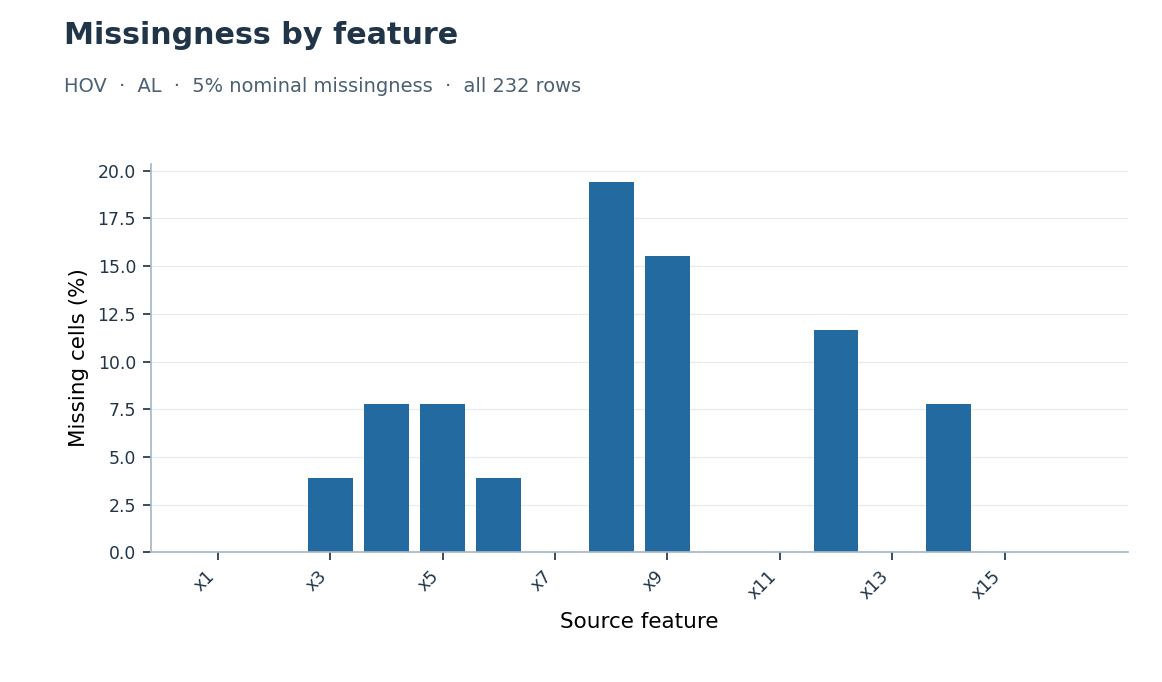 Missingness by feature
HOV · AL · 5% nominal missingness · all 232 rows
20.0
17.5
15.0
12.5
10.0
7.5
5.0
2.5
0.0
Missing cells (%)
x1
x3
x5
x7
x9
x11
x13
x15
Source feature